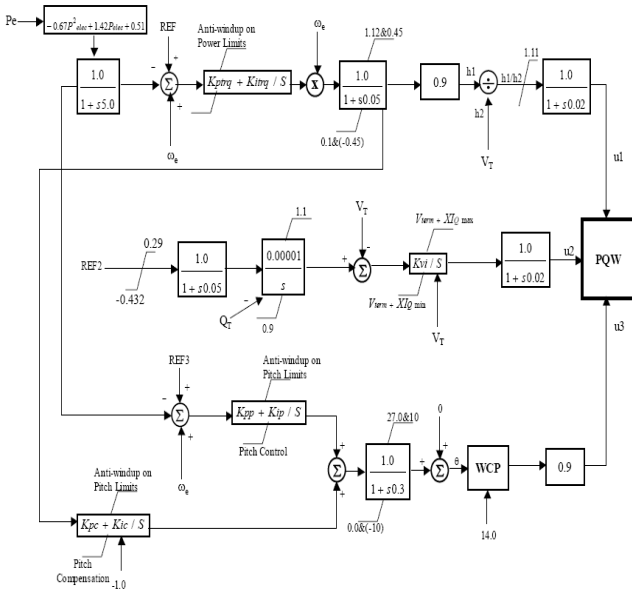 Pe
- 0.67P²elec + 1.42Pelec + 0.51
REF
Anti-windup on
Power Limits
ωe
1.12&0.45
1.0
1 + s5.0
- + Σ +
ωe
Kptrq + Kitrq / S
X
1.0
1 + s0.05
0.1&(-0.45)
0.9
h1
÷
h2
h1/h2
VT
1.11
1.0
1 + s0.02
u1
REF2
0.29
-0.432
1.0
1 + s0.05
1.1
0.00001
s
0.9
-
QT
VT
+ Σ -
Vterm + XIQ max
Kvi / S
Vterm + XIQ min
VT
1.0
1 + s0.02
u2
PQW
u3
REF3
- + Σ +
ωe
Anti-windup on
Pitch Limits
Kpp + Kip / S
Pitch Control
+ Σ +
27.0&10
1.0
1 + s0.3
0.0&(-10)
0
+ + Σ
θ
WCP
14.0
0.9
Anti-windup on
Pitch Limits
Kpc + Kic / S
Pitch
Compensation
-1.0